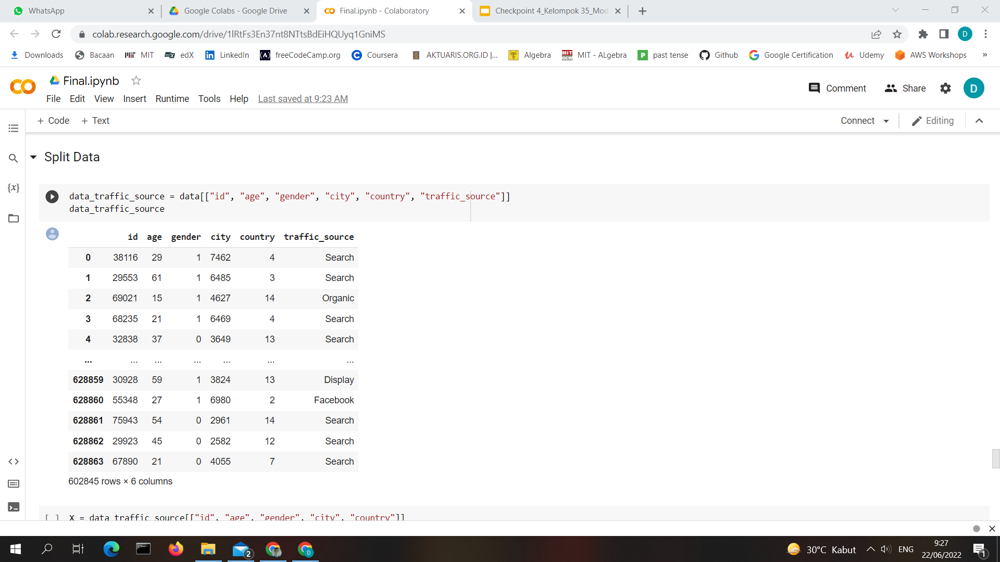 WhatsApp
Google Colabs - Google Drive
Final.ipynb - Colaboratory
Checkpoint 4_Kelompok 35_Mod
colab.research.google.com/drive/1lRtFs3En37nt8NTtsBdEiHQUyq1GniMS
D
Downloads
Bacaan
MIT
edX
LinkedIn
freeCodeCamp.org
Coursera
AKTUARIS.ORG.ID |...
Algebra
MIT - ALgebra
past tense
Github
Google Certification
Udemy
AWS Workshops
»
Final.ipynb
Comment
Share
D
File Edit View Insert Runtime Tools Help Last saved at 9:23 AM
+ Code + Text
Connect
Editing
Split Data
{x}
data_traffic_source = data[["id", "age", "gender", "city", "country", "traffic_source"]]
data_traffic_source
id age gender city country traffic_source
0 38116 29 1 7462 4 Search
1 29553 61 1 6485 3 Search
2 69021 15 1 4627 14 Organic
3 68235 21 1 6469 4 Search
4 32838 37 0 3649 13 Search
... ... ... ... ... ... ...
628859 30928 59 1 3824 13 Display
628860 55348 27 1 6980 2 Facebook
628861 75943 54 0 2961 14 Search
628862 29923 45 0 2582 12 Search
628863 67890 21 0 4055 7 Search
602845 rows × 6 columns
[ ] X = data_traffic_source[["id", "age", "gender", "city", "country"]]
2
D
30°C Kabut
ENG
9:27
22/06/2022
1